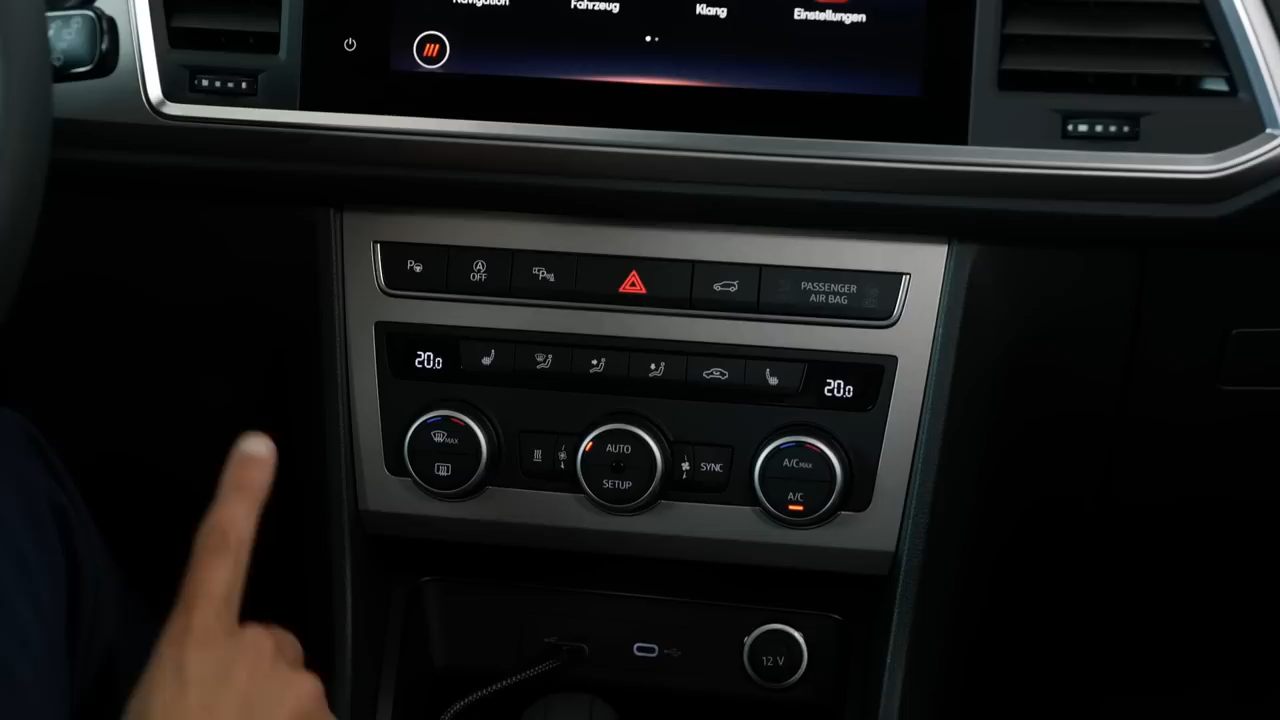 Navigation
Fahrzeug
Klang
Einstellungen
P
A
OFF
P
PASSENGER
AIR BAG
20.0
20.0
MAX
AUTO
SETUP
SYNC
A/C MAX
A/C
12 V